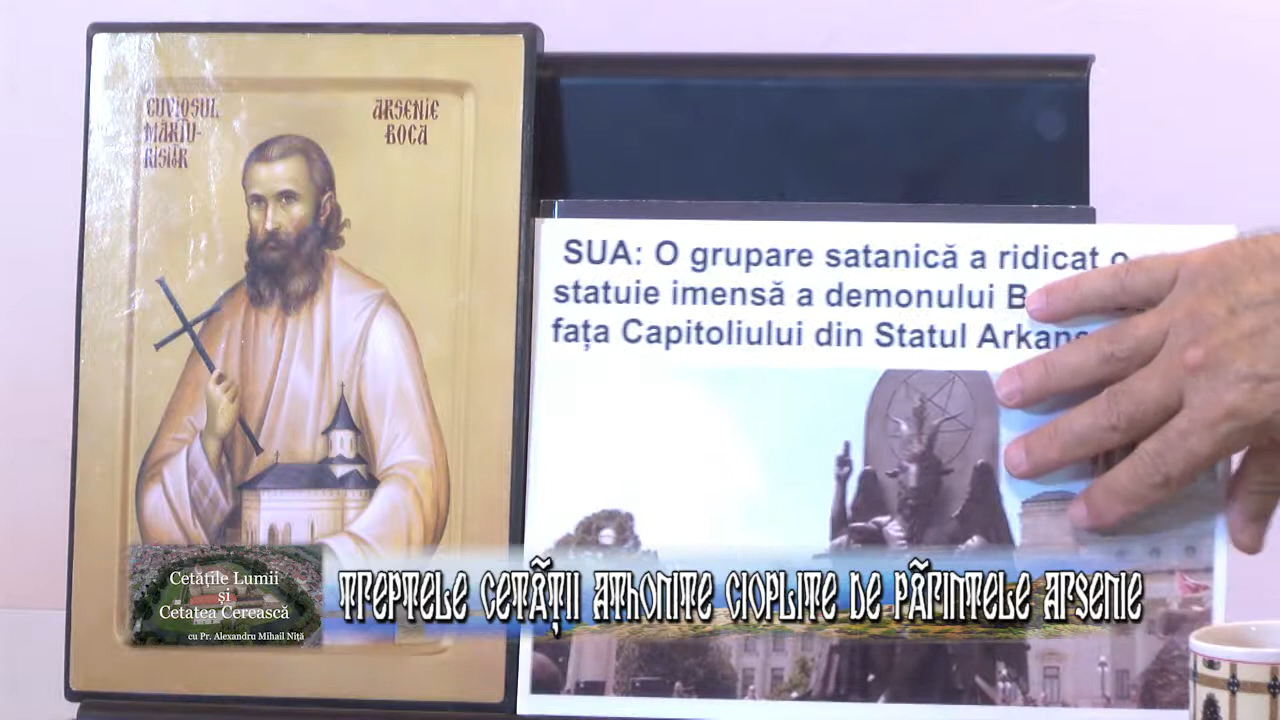 CUVIOSUL
MĂRTU-
RISITOR
ARSENIE
BOCA
SUA: O grupare satanică a ridicat o
statuie imensă a demonului
fața Capitoliului din Statul
Cetățile Lumii
și
Cetatea Cerească
cu Pr. Alexandru Mihail Niță
TREPTELE CETĂȚII ATHONITE CIOPLITE DE PĂRINTELE ARSENIE